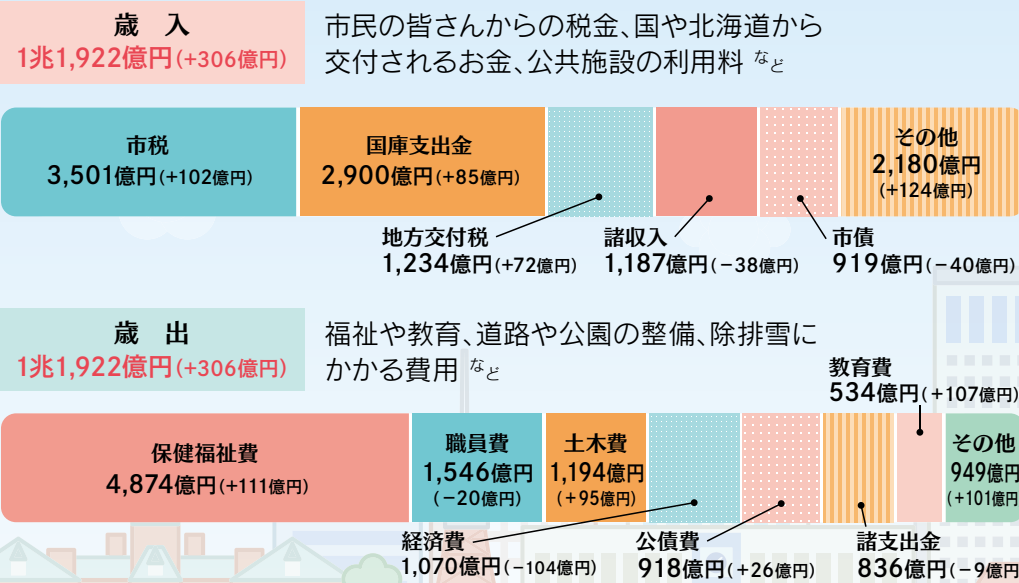 歳　入
1兆1,922億円(+306億円)
市民の皆さんからの税金、国や北海道から
交付されるお金、公共施設の利用料 など
市税
3,501億円(+102億円)
国庫支出金
2,900億円(+85億円)
その他
2,180億円
(+124億円)
地方交付税
1,234億円(+72億円)
諸収入
1,187億円(−38億円)
市債
919億円(−40億円)
歳　出
1兆1,922億円(+306億円)
福祉や教育、道路や公園の整備、除排雪に
かかる費用 など
教育費
534億円(+107億円)
保健福祉費
4,874億円(+111億円)
職員費
1,546億円
(−20億円)
土木費
1,194億円
(+95億円)
その他
949億円
(+101億円
経済費
1,070億円(−104億円)
公債費
918億円(+26億円)
諸支出金
836億円(−9億円